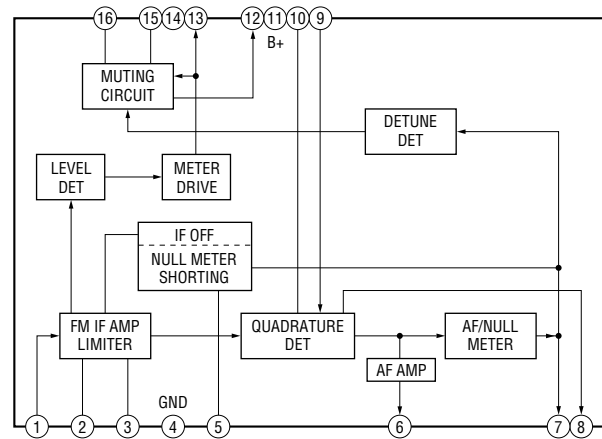 16 15 14 13 12 11 10 9
B+
MUTING
CIRCUIT
DETUNE
DET
LEVEL
DET
METER
DRIVE
IF OFF
NULL METER
SHORTING
FM IF AMP
LIMITER
QUADRATURE
DET
AF/NULL
METER
AF AMP
GND
1 2 3 4 5 6 7 8